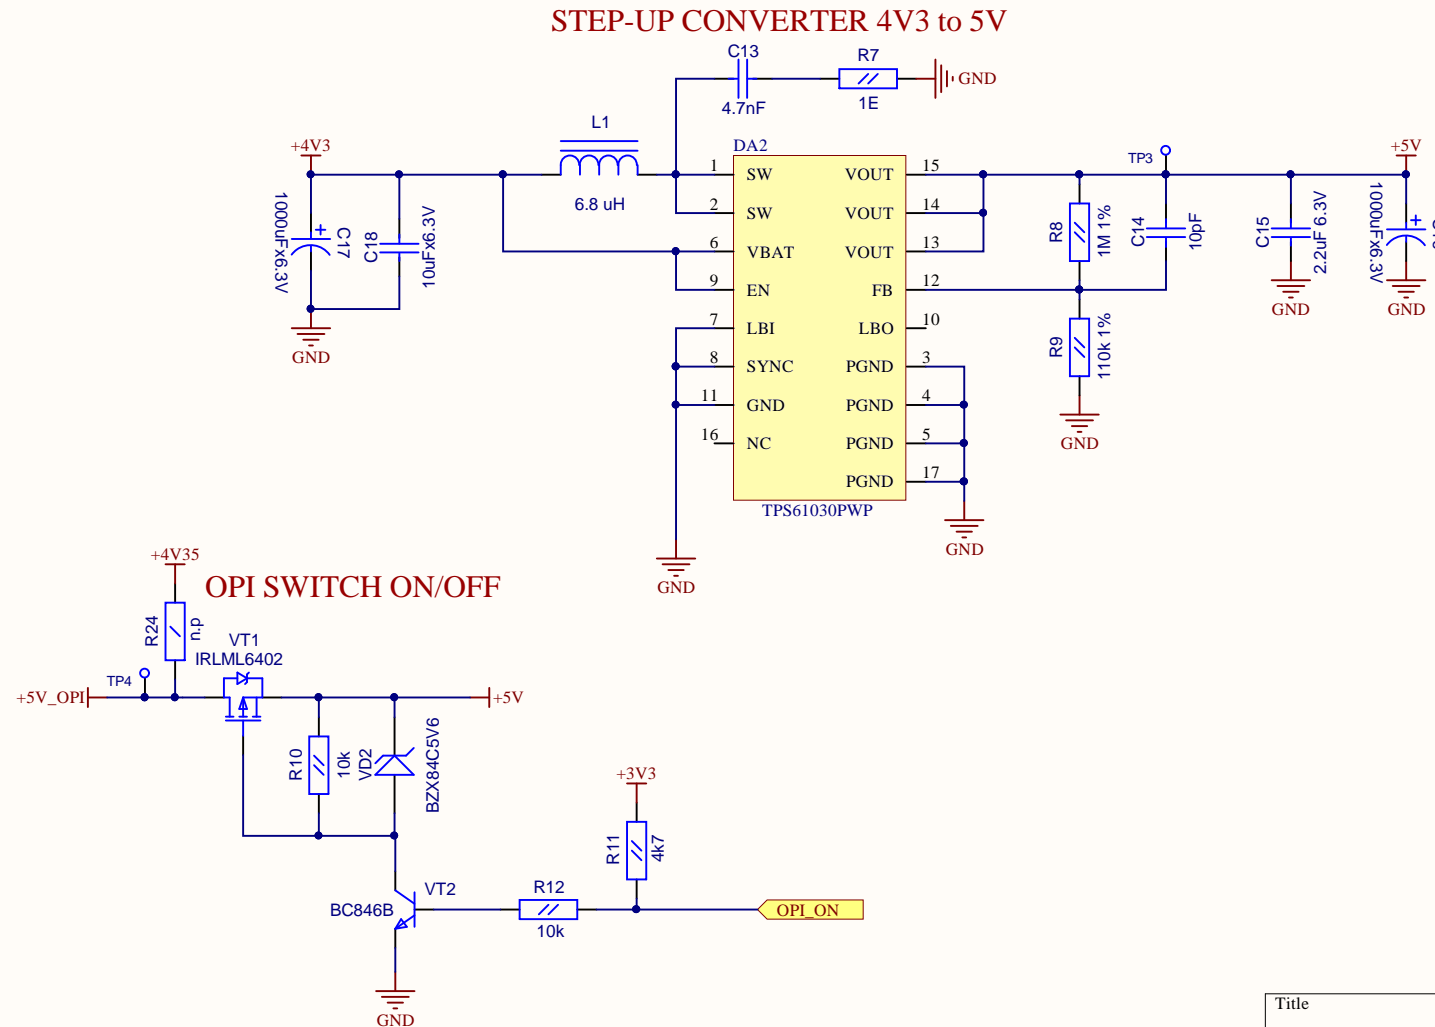 STEP-UP CONVERTER 4V3 to 5V
C13
4.7nF
R7
1E
GND
L1
6.8 uH
+4V3
1000uFx6.3V
C17
C18
10uFx6.3V
GND
DA2
1 SW VOUT 15
2 SW VOUT 14
6 VBAT VOUT 13
9 EN FB 12
7 LBI LBO 10
8 SYNC PGND 3
11 GND PGND 4
16 NC PGND 5
PGND 17
TPS61030PWP
GND
GND
TP3
R8
1M 1%
C14
10pF
R9
110k 1%
GND
C15
2.2uF 6.3V
GND
+5V
1000uFx6.3V
GND
OPI SWITCH ON/OFF
+4V35
R24
n.p
VT1
IRLML6402
TP4
+5V_OPI
+5V
R10
10k
VD2
BZX84C5V6
+3V3
R11
4k7
VT2
BC846B
R12
10k
OPI_ON
GND
Title